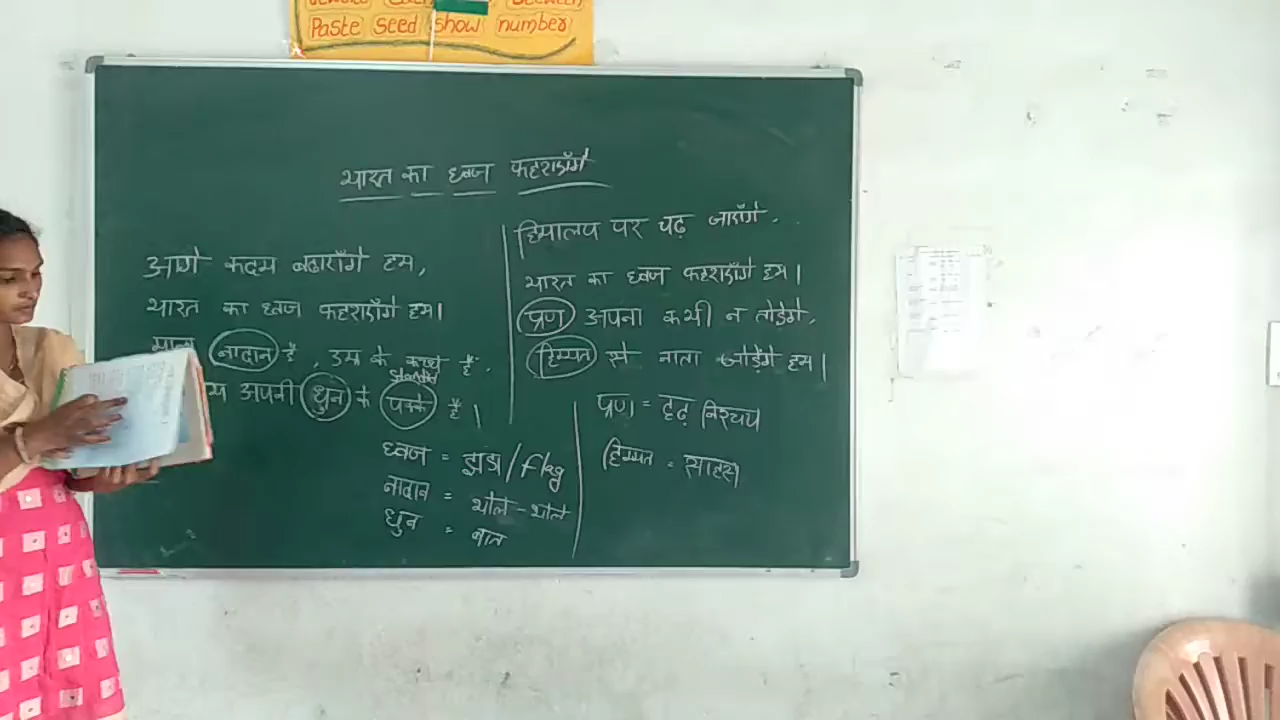 Paste seed show number
भारत का ध्वज फहराएँगे
आगे कदम बढाएँगे हम,
भारत का ध्वज फहराएँगे हम।
माना नादान है, उम्र के कच्चे हैं.
अपनी धुन के पक्के हैं।
हिमालय पर चढ़ जाएँगे.
भारत का ध्वज फहराएँगे हम।
प्रण अपना कभी न तोड़ेगे,
हिम्मत से नाता जोड़ेंगे हम।
ध्वज = झंडा/flag
नादान = भोले-भोले
धुन = बात
प्रण = दृढ़ निश्चय
हिम्मत = साहस